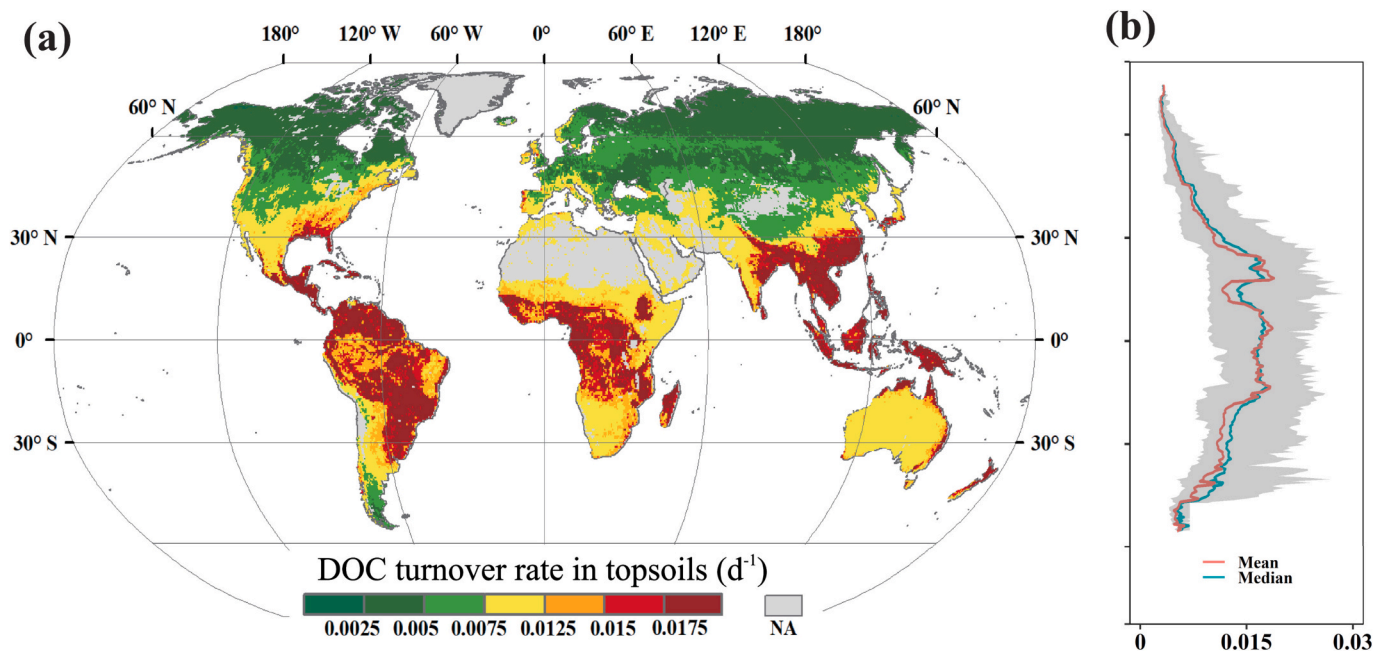 (a)
(b)
180° 120° W 60° W 0° 60° E 120° E 180°
60° N
60° N
30° N
30° N
0°
0°
30° S
30° S
DOC turnover rate in topsoils (d⁻¹)
0.0025 0.005 0.0075 0.0125 0.015 0.0175 NA
Mean
Median
0 0.015 0.03